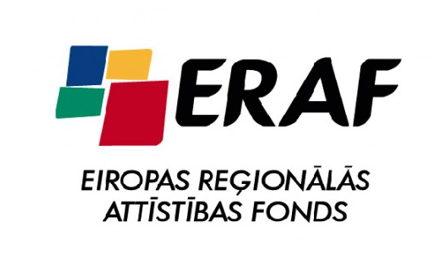 ERAF
EIROPAS REĢIONĀLĀS
ATTĪSTĪBAS FONDS